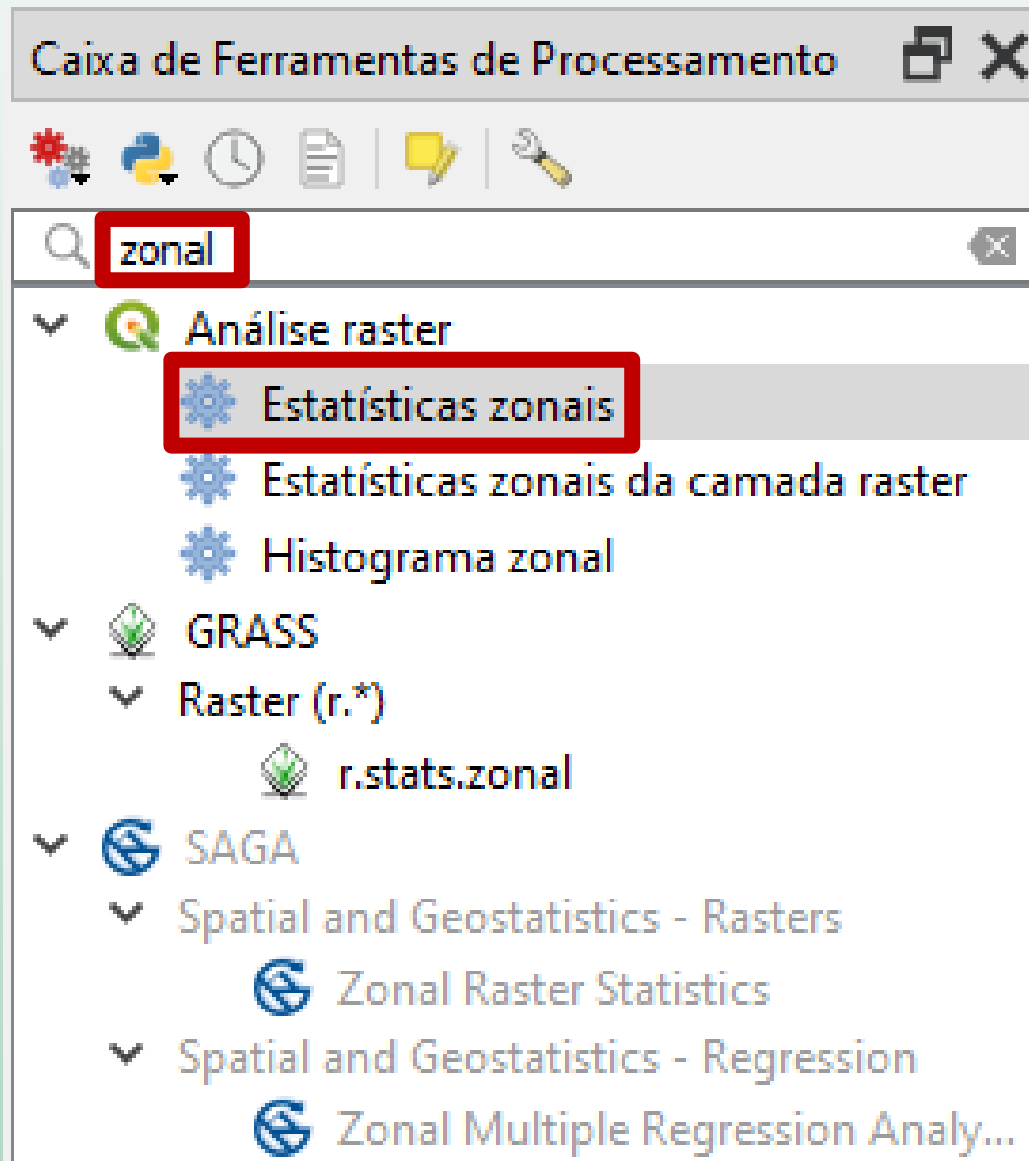 Caixa de Ferramentas de Processamento
zonal
Análise raster
Estatísticas zonais
Estatísticas zonais da camada raster
Histograma zonal
GRASS
Raster (r.*)
r.stats.zonal
SAGA
Spatial and Geostatistics - Rasters
Zonal Raster Statistics
Spatial and Geostatistics - Regression
Zonal Multiple Regression Analy...